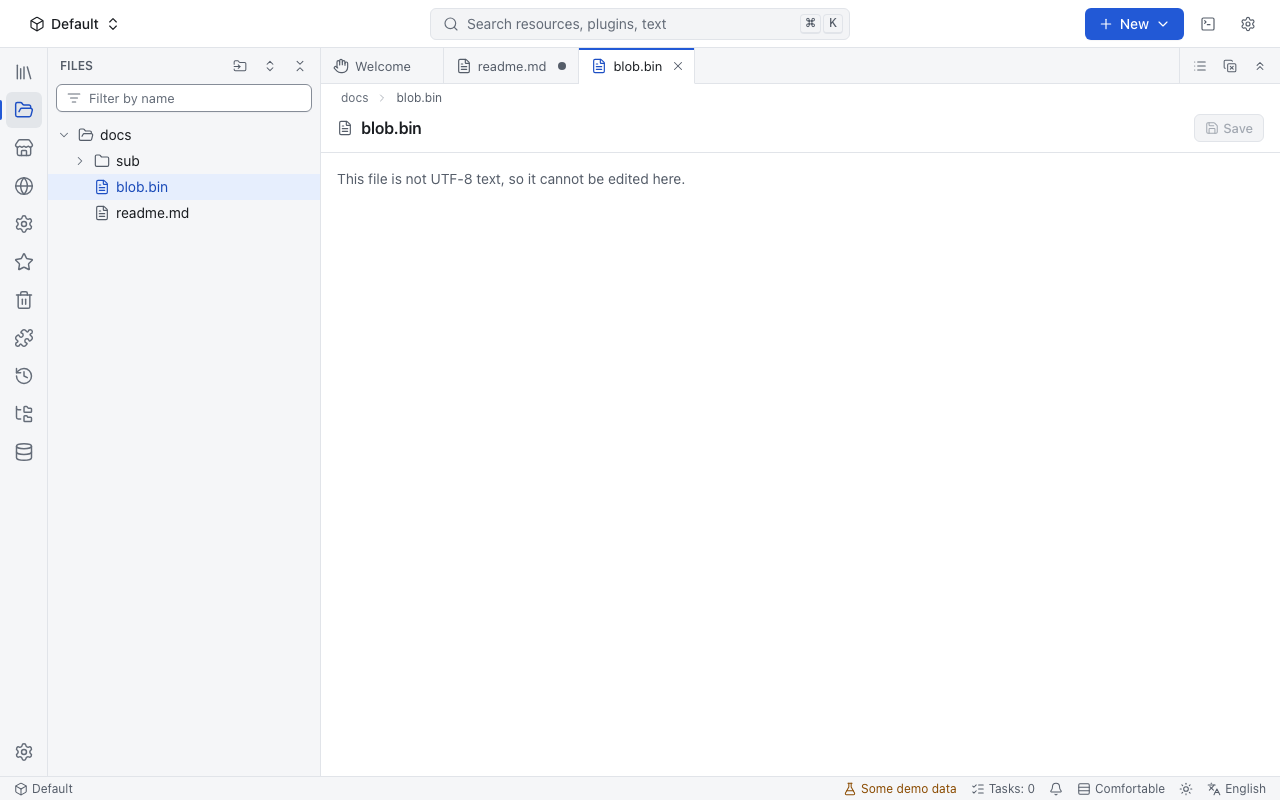 Default
Search resources, plugins, text
⌘ K
New
FILES
Welcome
readme.md
blob.bin
Filter by name
docs
blob.bin
docs
blob.bin
Save
sub
blob.bin
readme.md
This file is not UTF-8 text, so it cannot be edited here.
Default
Some demo data
Tasks: 0
Comfortable
English